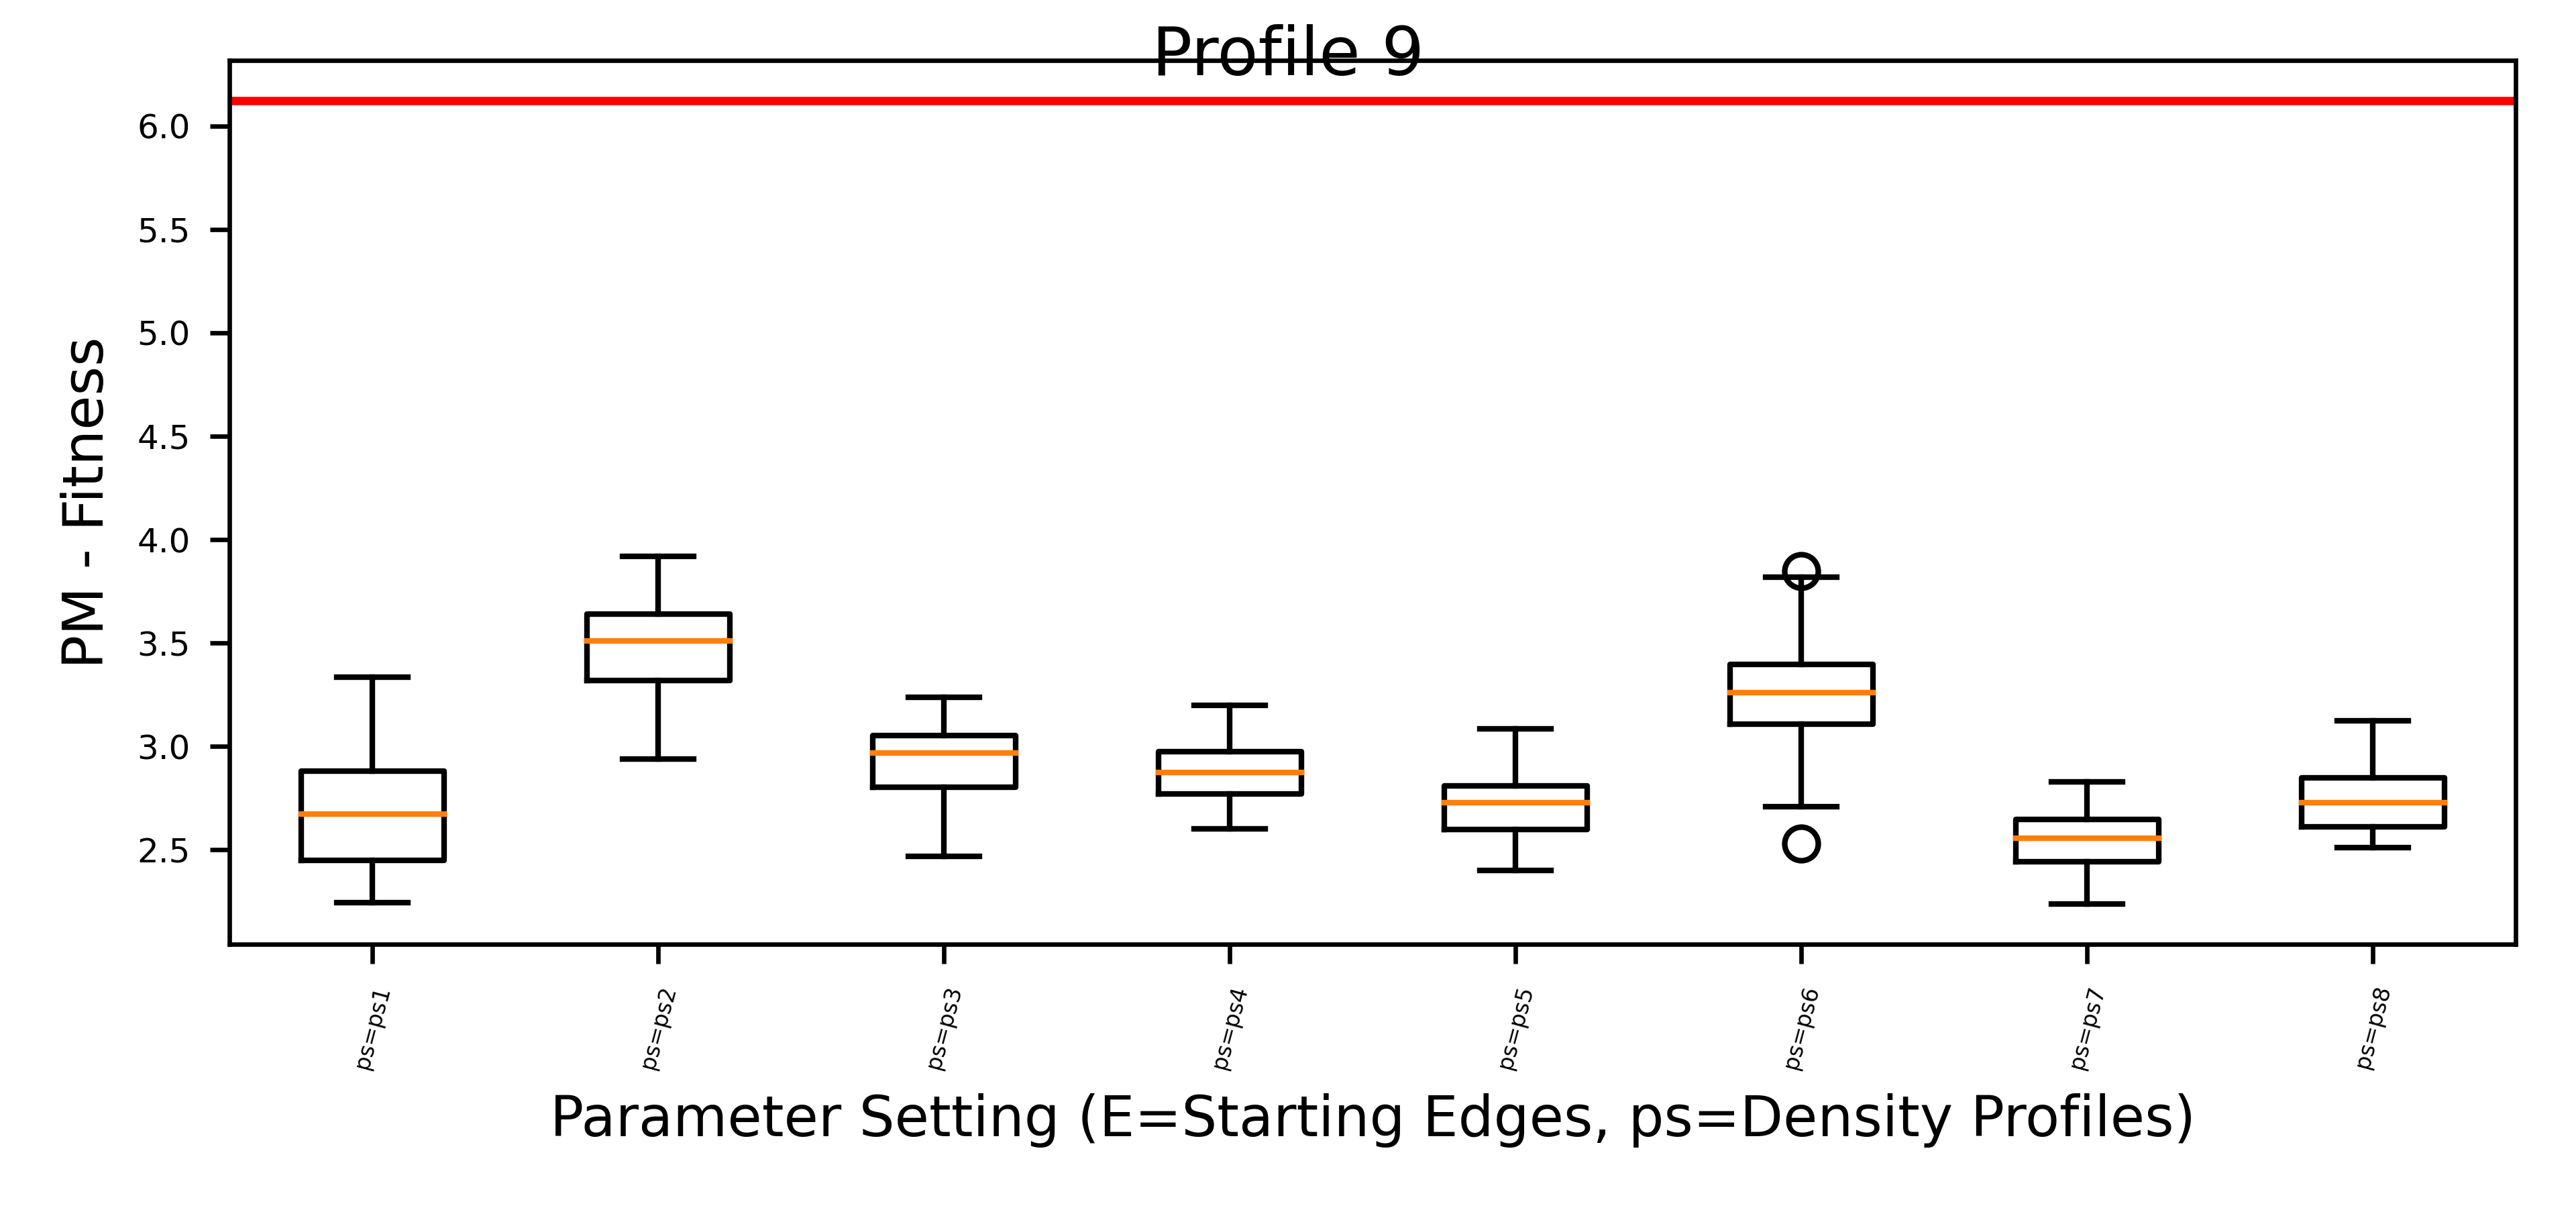 Profile 9
PM - Fitness
6.0
5.5
5.0
4.5
4.0
3.5
3.0
2.5
ps=ps1
ps=ps2
ps=ps3
ps=ps4
ps=ps5
ps=ps6
ps=ps7
ps=ps8
Parameter Setting (E=Starting Edges, ps=Density Profiles)